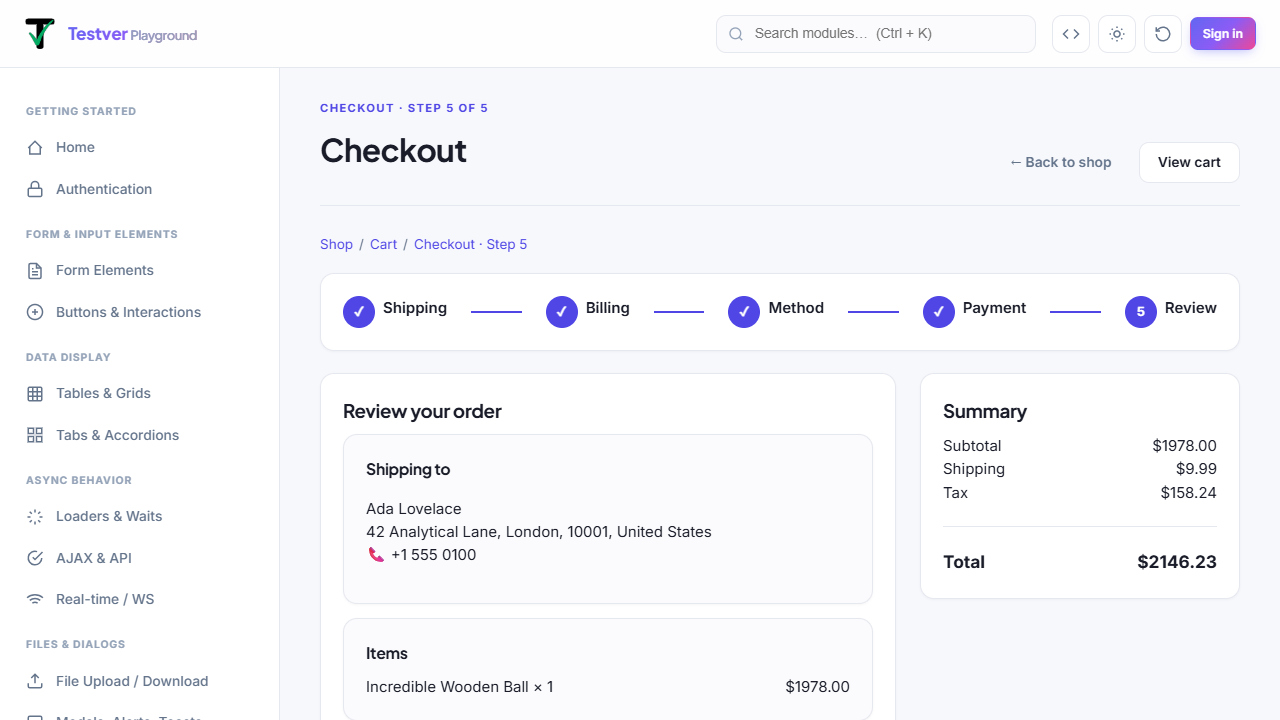 Testver Playground
Search modules… (Ctrl + K)
Sign in
GETTING STARTED
Home
Authentication
FORM & INPUT ELEMENTS
Form Elements
Buttons & Interactions
DATA DISPLAY
Tables & Grids
Tabs & Accordions
ASYNC BEHAVIOR
Loaders & Waits
AJAX & API
Real-time / WS
FILES & DIALOGS
File Upload / Download
CHECKOUT · STEP 5 OF 5
Checkout
← Back to shop
View cart
Shop / Cart / Checkout · Step 5
✓ Shipping
✓ Billing
✓ Method
✓ Payment
5 Review
Review your order
Shipping to
Ada Lovelace
42 Analytical Lane, London, 10001, United States
📞 +1 555 0100
Items
Incredible Wooden Ball × 1 $1978.00
Summary
Subtotal $1978.00
Shipping $9.99
Tax $158.24
Total $2146.23